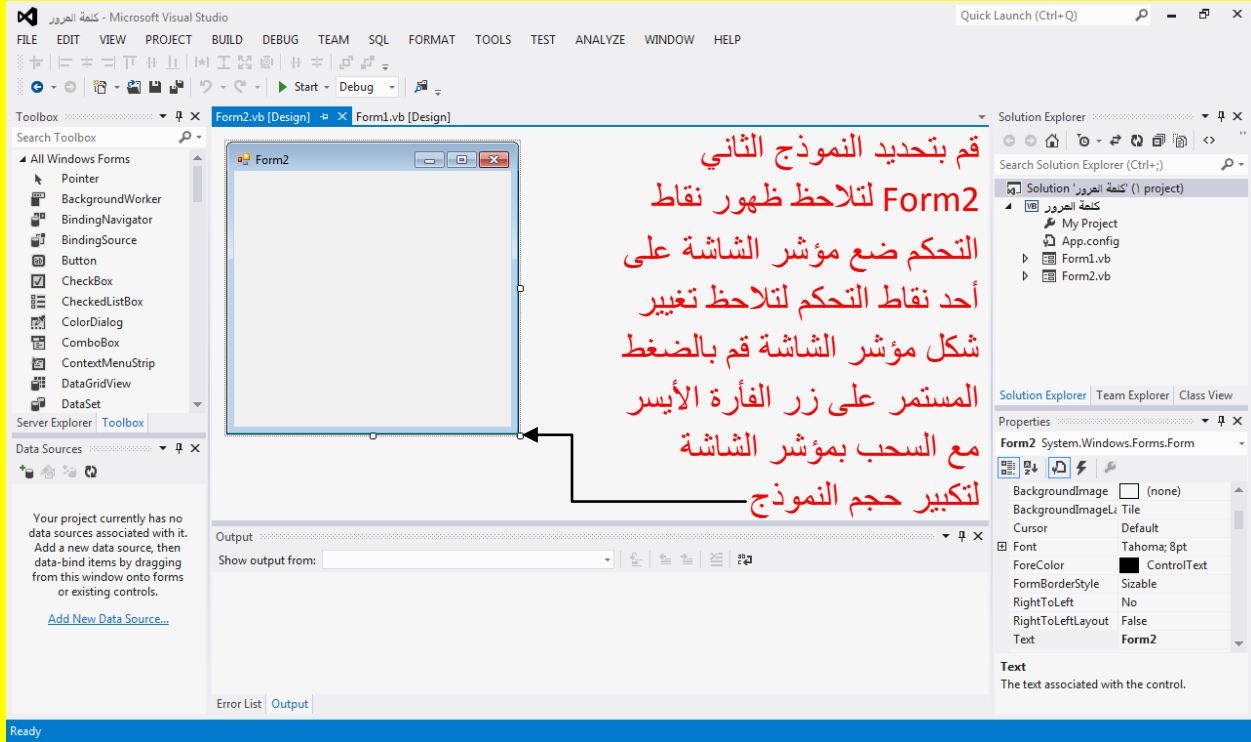 كلمة المرور - Microsoft Visual Studio
Quick Launch (Ctrl+Q)
FILE EDIT VIEW PROJECT BUILD DEBUG TEAM SQL FORMAT TOOLS TEST ANALYZE WINDOW HELP
Start Debug
Toolbox
Search Toolbox
All Windows Forms
Pointer
BackgroundWorker
BindingNavigator
BindingSource
Button
CheckBox
CheckedListBox
ColorDialog
ComboBox
ContextMenuStrip
DataGridView
DataSet
Server Explorer Toolbox
Data Sources
Your project currently has no
data sources associated with it.
Add a new data source, then
data-bind items by dragging
from this window onto forms
or existing controls.
Add New Data Source...
Form2.vb [Design] Form1.vb [Design]
Form2
قم بتحديد النموذج الثاني
Form2 لتلاحظ ظهور نقاط
التحكم ضع مؤشر الشاشة على
أحد نقاط التحكم لتلاحظ تغيير
شكل مؤشر الشاشة قم بالضغط
المستمر على زر الفأرة الأيسر
مع السحب بمؤشر الشاشة
لتكبير حجم النموذج
Output
Show output from:
Error List Output
Solution Explorer
Search Solution Explorer (Ctrl+;)
Solution 'كلمة المرور' (١ project)
كلمة المرور
My Project
App.config
Form1.vb
Form2.vb
Solution Explorer Team Explorer Class View
Properties
Form2 System.Windows.Forms.Form
BackgroundImage (none)
BackgroundImageLa Tile
Cursor Default
Font Tahoma; 8pt
ForeColor ControlText
FormBorderStyle Sizable
RightToLeft No
RightToLeftLayout False
Text Form2
Text
The text associated with the control.
Ready